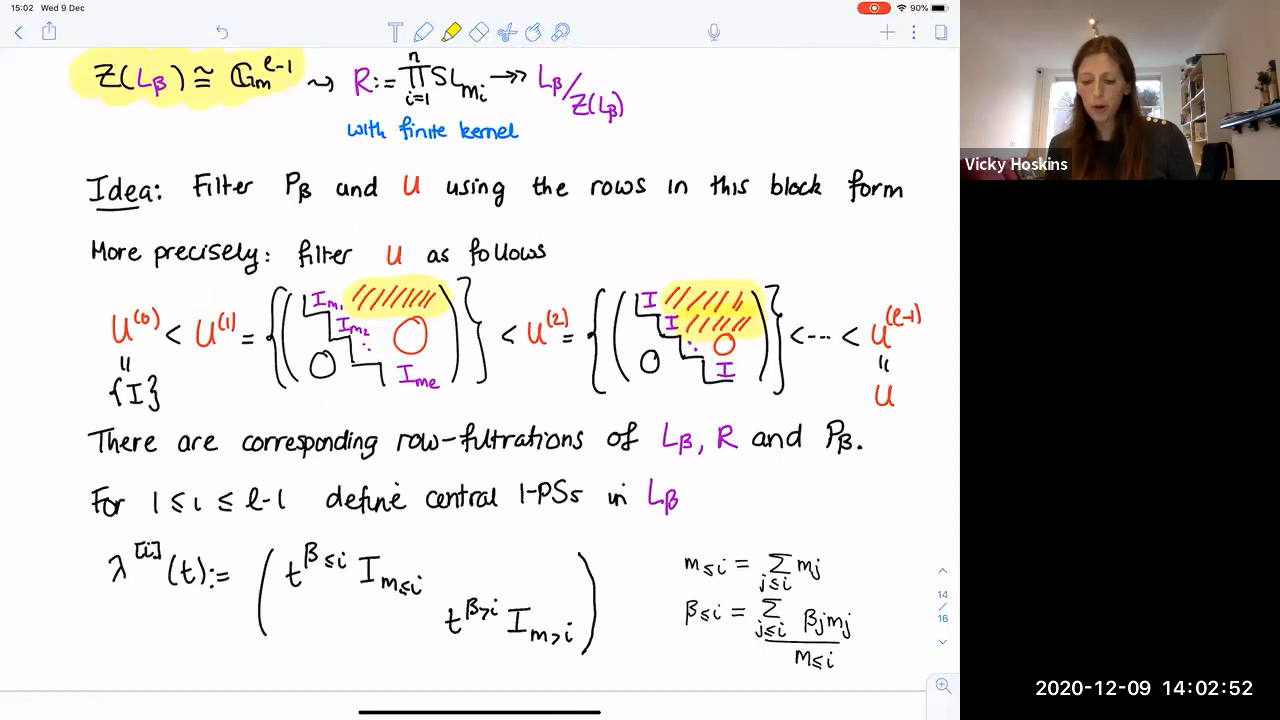 15:02 Wed 9 Dec
90%
Z(Lβ) ≅ 𝔾m^{ℓ-1} ⇝ R := ∏_{i=1}^{n} SL_{mi} ↠ Lβ/Z(Lβ)
with finite kernel
Idea: Filter Pβ and U using the rows in this block form
More precisely: filter U as follows
U^(0) < U^(1) = {( I_{m1} I_{m2} ⋱ I_{mℓ} O O )} < U^(2) = {( I I ⋱ I O O )} < ··· < U^(ℓ-1)
= {I}
= U
There are corresponding row-filtrations of Lβ, R and Pβ.
For 1 ≤ i ≤ ℓ-1 define central 1-PSs in Lβ
λ^[i](t) := ( t^{β≤i} I_{m≤i} t^{β>i} I_{m>i} )
m≤i = Σ_{j≤i} mj
β≤i = Σ_{j≤i} βj mj / m≤i
14
/
16
Vicky Hoskins
2020-12-09 14:02:52